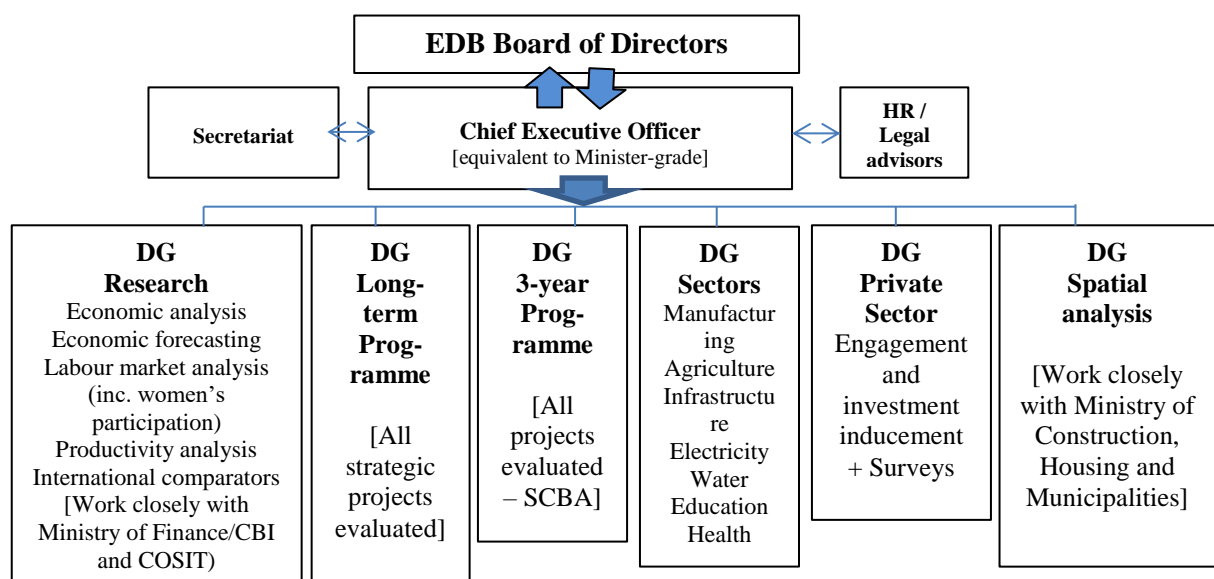 EDB Board of Directors
Secretariat
Chief Executive Officer
[equivalent to Minister-grade]
HR /
Legal
advisors
DG
Research
Economic analysis
Economic forecasting
Labour market analysis
(inc. women’s
participation)
Productivity analysis
International comparators
[Work closely with
Ministry of Finance/CBI
and COSIT)
DG
Long-
term
Prog-
ramme
[All
strategic
projects
evaluated]
DG
3-year
Prog-
ramme
[All
projects
evaluated
– SCBA]
DG
Sectors
Manufactur
ing
Agriculture
Infrastructu
re
Electricity
Water
Education
Health
DG
Private
Sector
Engagement
and
investment
inducement
+ Surveys
DG
Spatial
analysis
[Work closely
with Ministry of
Construction,
Housing and
Municipalities]